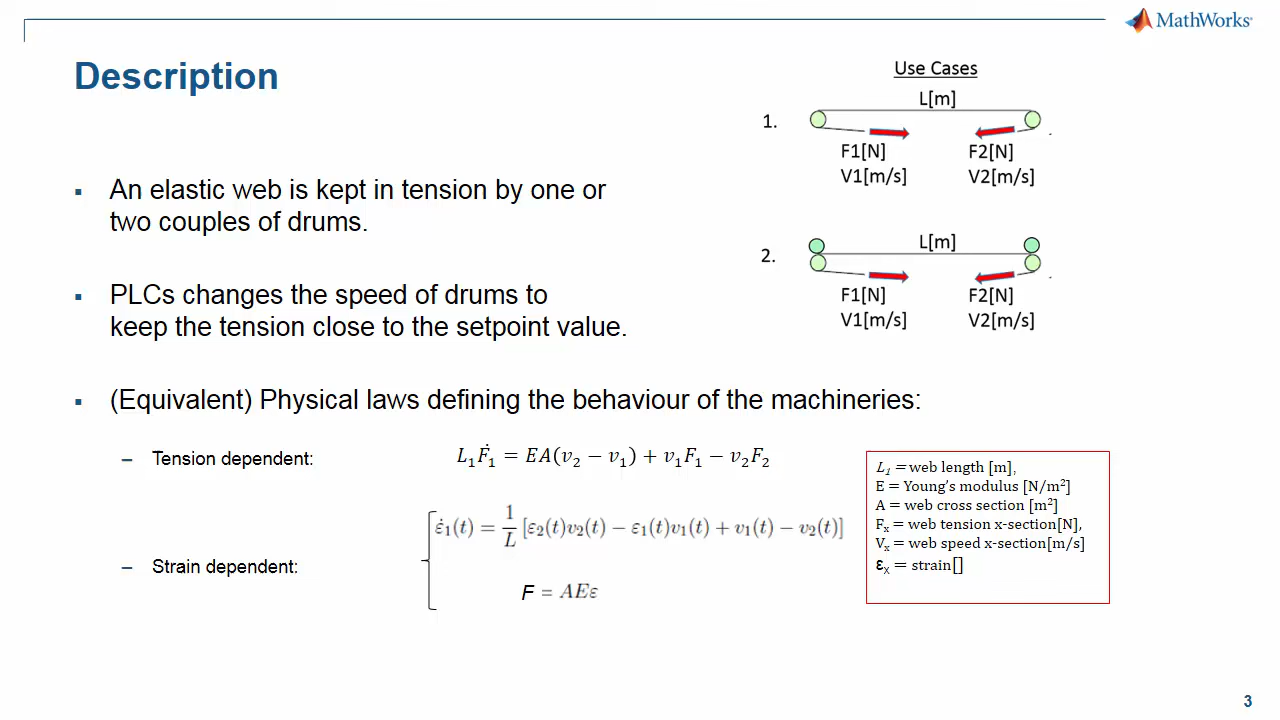 MathWorks®
Description
Use Cases
1.
L[m]
F1[N]
F2[N]
V1[m/s]
V2[m/s]
▪ An elastic web is kept in tension by one or
two couples of drums.
2.
L[m]
F1[N]
F2[N]
V1[m/s]
V2[m/s]
▪ PLCs changes the speed of drums to
keep the tension close to the setpoint value.
▪ (Equivalent) Physical laws defining the behaviour of the machineries:
– Tension dependent:
L₁Ḟ₁ = EA(v₂ − v₁) + v₁F₁ − v₂F₂
– Strain dependent:
ε̇₁(t) = 1/L [ε₂(t)v₂(t) − ε₁(t)v₁(t) + v₁(t) − v₂(t)]
F = AEε
L₁ = web length [m],
E = Young's modulus [N/m²]
A = web cross section [m²]
Fₓ = web tension x-section[N],
Vₓ = web speed x-section[m/s]
εₓ = strain[]
3